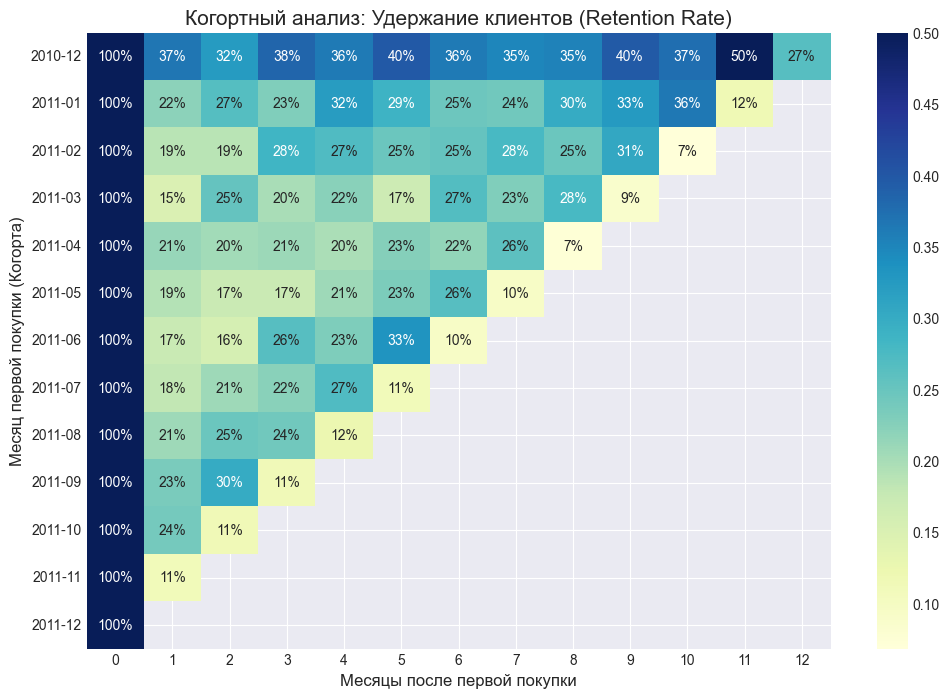 Когортный анализ: Удержание клиентов (Retention Rate)
Месяц первой покупки (Когорта)
2010-12 100% 37% 32% 38% 36% 40% 36% 35% 35% 40% 37% 50% 27%
2011-01 100% 22% 27% 23% 32% 29% 25% 24% 30% 33% 36% 12%
2011-02 100% 19% 19% 28% 27% 25% 25% 28% 25% 31% 7%
2011-03 100% 15% 25% 20% 22% 17% 27% 23% 28% 9%
2011-04 100% 21% 20% 21% 20% 23% 22% 26% 7%
2011-05 100% 19% 17% 17% 21% 23% 26% 10%
2011-06 100% 17% 16% 26% 23% 33% 10%
2011-07 100% 18% 21% 22% 27% 11%
2011-08 100% 21% 25% 24% 12%
2011-09 100% 23% 30% 11%
2011-10 100% 24% 11%
2011-11 100% 11%
2011-12 100%
0 1 2 3 4 5 6 7 8 9 10 11 12
Месяцы после первой покупки
0.50
0.45
0.40
0.35
0.30
0.25
0.20
0.15
0.10